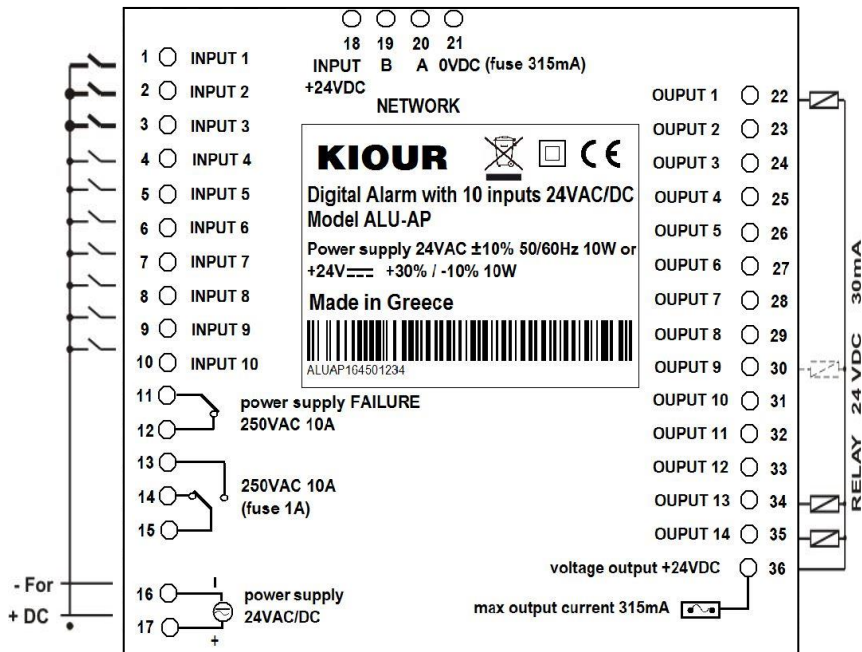 18 19 20 21
INPUT B A 0VDC (fuse 315mA)
+24VDC
NETWORK
1 INPUT 1
2 INPUT 2
3 INPUT 3
4 INPUT 4
5 INPUT 5
6 INPUT 6
7 INPUT 7
8 INPUT 8
9 INPUT 9
10 INPUT 10
11
12
power supply FAILURE
250VAC 10A
13
14
15
250VAC 10A
(fuse 1A)
- For
+ DC
16
17
-
+
power supply
24VAC/DC
KIOUR
CE
Digital Alarm with 10 inputs 24VAC/DC
Model ALU-AP
Power supply 24VAC ±10% 50/60Hz 10W or
+24V +30% / -10% 10W
Made in Greece
ALUAP164501234
OUPUT 1 22
OUPUT 2 23
OUPUT 3 24
OUPUT 4 25
OUPUT 5 26
OUPUT 6 27
OUPUT 7 28
OUPUT 8 29
OUPUT 9 30
OUPUT 10 31
OUPUT 11 32
OUPUT 12 33
OUPUT 13 34
OUPUT 14 35
voltage output +24VDC 36
max output current 315mA
RELAY 24 VDC 30mA